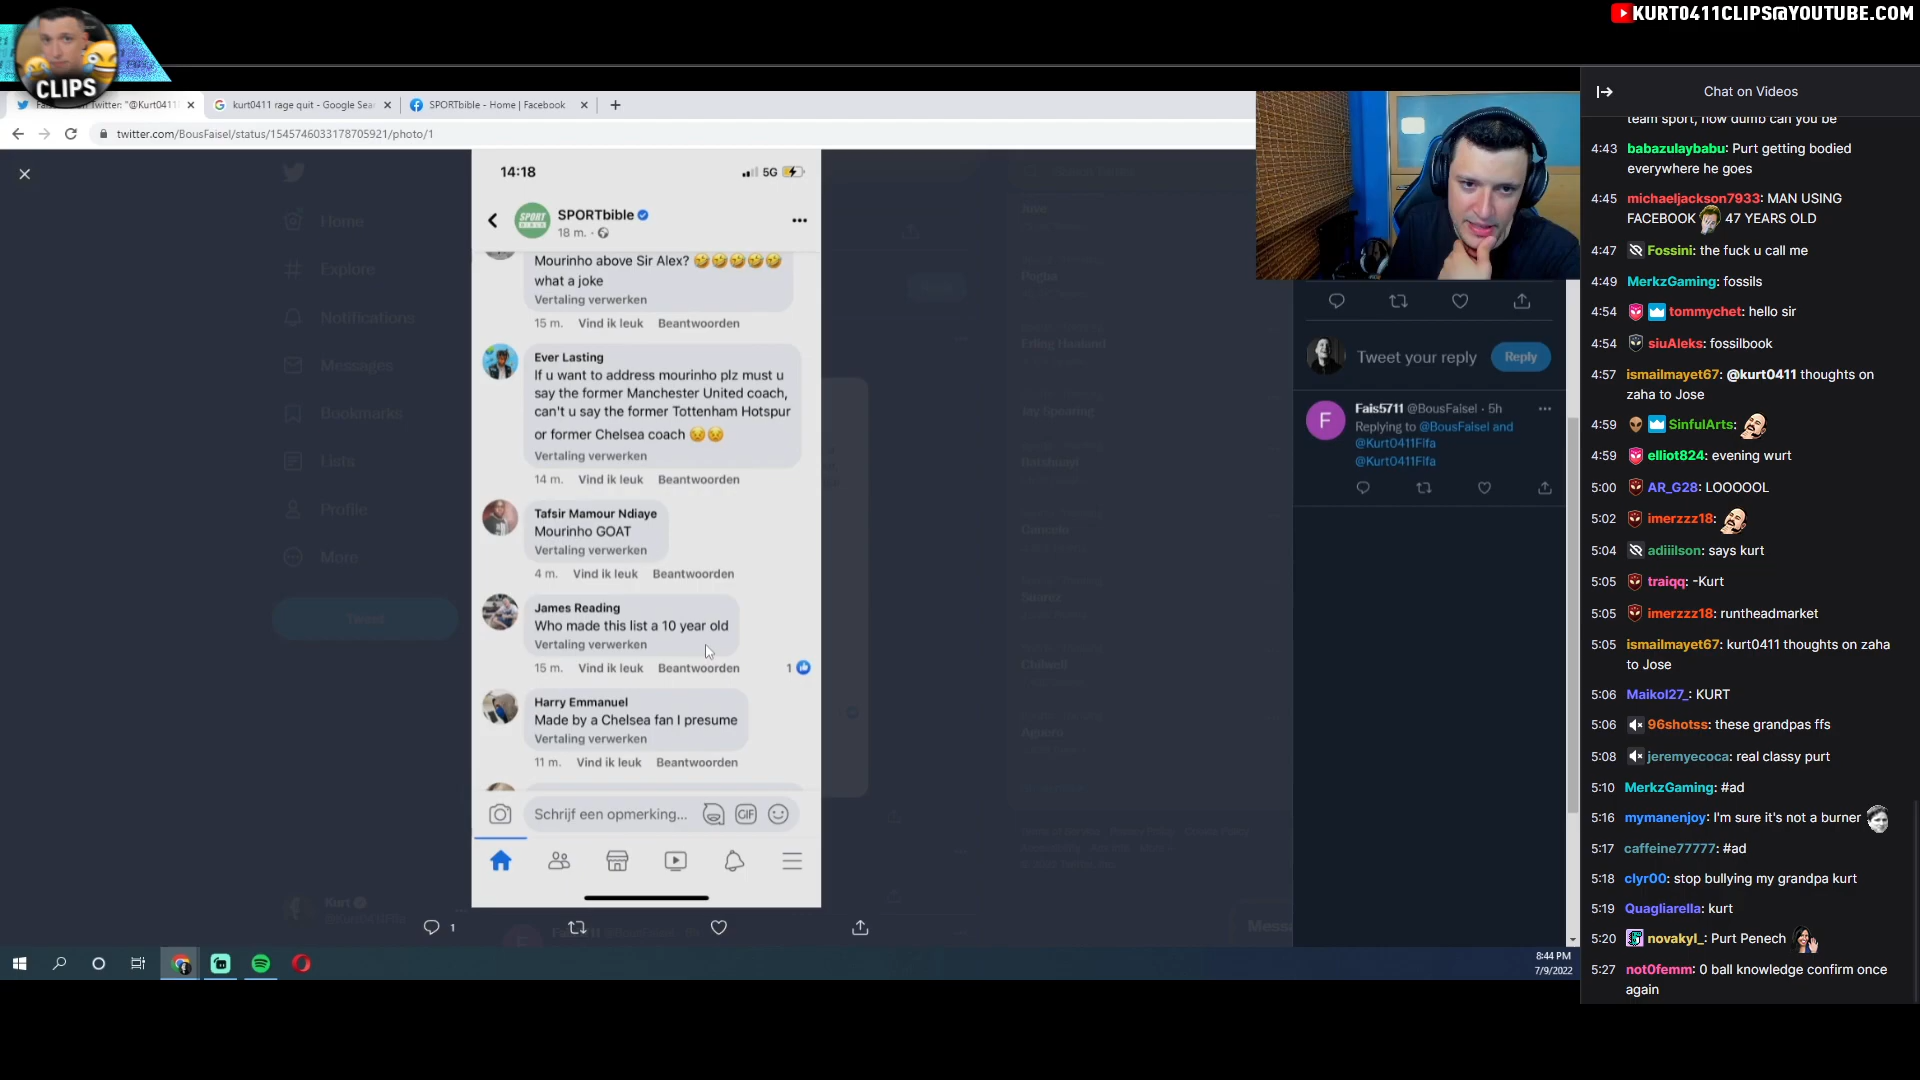 KURT0411CLIPS@YOUTUBE.COM
CLIPS
on Twitter: "@Kurt0411
kurt0411 rage quit - Google Sea
SPORTbible - Home | Facebook
twitter.com/BousFaisel/status/1545746033178705921/photo/1
Home
Explore
Notifications
Messages
Bookmarks
Lists
Profile
More
Tweet
Kurt
14:18
5G
SPORTbible
18 m.
Mourinho above Sir Alex? 🤣🤣🤣🤣🤣
what a joke
Vertaling verwerken
15 m. Vind ik leuk Beantwoorden
Ever Lasting
If u want to address mourinho plz must u
say the former Manchester United coach,
can't u say the former Tottenham Hotspur
or former Chelsea coach 😣😣
Vertaling verwerken
14 m. Vind ik leuk Beantwoorden
Tafsir Mamour Ndiaye
Mourinho GOAT
Vertaling verwerken
4 m. Vind ik leuk Beantwoorden
James Reading
Who made this list a 10 year old
Vertaling verwerken
15 m. Vind ik leuk Beantwoorden 1
Harry Emmanuel
Made by a Chelsea fan I presume
Vertaling verwerken
11 m. Vind ik leuk Beantwoorden
Schrijf een opmerking...
GIF
1
Pogba
Erling Haaland
Jay Spearing
Cancelo
Suarez
Chilwell
Aguero
Tweet your reply
Reply
F
Fais5711 @BousFaisel · 5h
Replying to @BousFaisel and
@Kurt0411Fifa
@Kurt0411Fifa
Messa
8:44 PM
7/9/2022
Chat on Videos
team sport, how dumb can you be
4:43 babazulaybabu: Purt getting bodied
everywhere he goes
4:45 michaeljackson7933: MAN USING
FACEBOOK 47 YEARS OLD
4:47 Fossini: the fuck u call me
4:49 MerkzGaming: fossils
4:54 tommychet: hello sir
4:54 siuAleks: fossilbook
4:57 ismailmayet67: @kurt0411 thoughts on
zaha to Jose
4:59 SinfulArts:
4:59 elliot824: evening wurt
5:00 AR_G28: LOOOOOL
5:02 imerzzz18:
5:04 adiiilson: says kurt
5:05 traiqq: -Kurt
5:05 imerzzz18: runtheadmarket
5:05 ismailmayet67: kurt0411 thoughts on zaha
to Jose
5:06 Maikol27_: KURT
5:06 96shotss: these grandpas ffs
5:08 jeremyecoca: real classy purt
5:10 MerkzGaming: #ad
5:16 mymanenjoy: I'm sure it's not a burner
5:17 caffeine77777: #ad
5:18 clyr00: stop bullying my grandpa kurt
5:19 Quagliarella: kurt
5:20 novakyl_: Purt Penech
5:27 not0femm: 0 ball knowledge confirm once
again